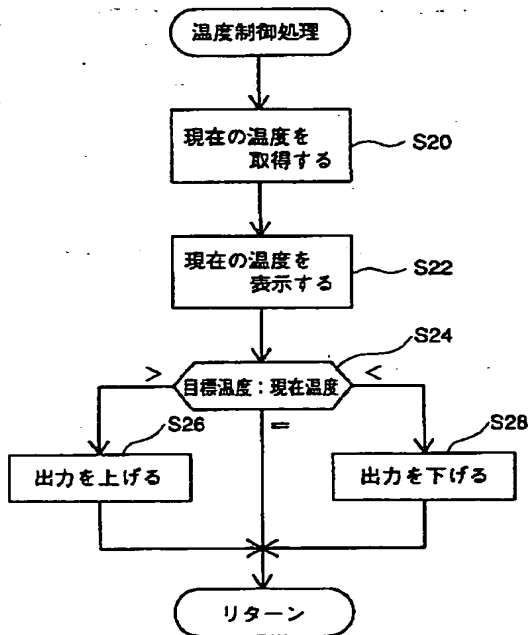 温度制御処理
現在の温度を
取得する
S20
現在の温度を
表示する
S22
S24
>
目標温度:現在温度
<
=
S26
出力を上げる
S28
出力を下げる
リターン